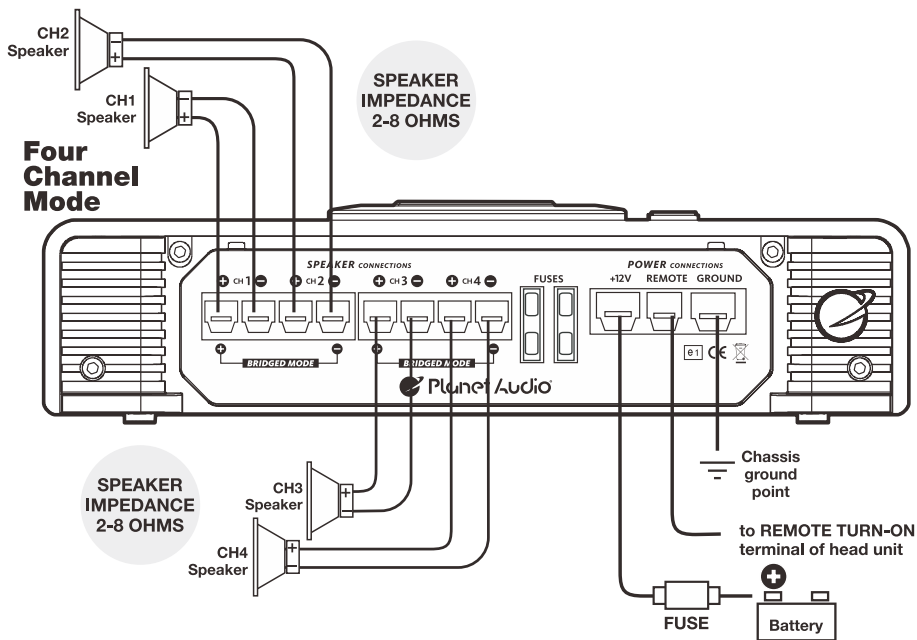 CH2
Speaker
− +
CH1
Speaker
− +
SPEAKER
IMPEDANCE
2-8 OHMS
Four
Channel
Mode
SPEAKER CONNECTIONS
+ CH 1 − + CH 2 − + CH 3 − + CH 4 −
FUSES
POWER CONNECTIONS
+12V REMOTE GROUND
+ BRIDGED MODE −
+ BRIDGED MODE −
e1 CE
Planet Audio
SPEAKER
IMPEDANCE
2-8 OHMS
CH3
Speaker
+ −
CH4
Speaker
+ −
Chassis
ground
point
to REMOTE TURN-ON
terminal of head unit
+
FUSE
Battery